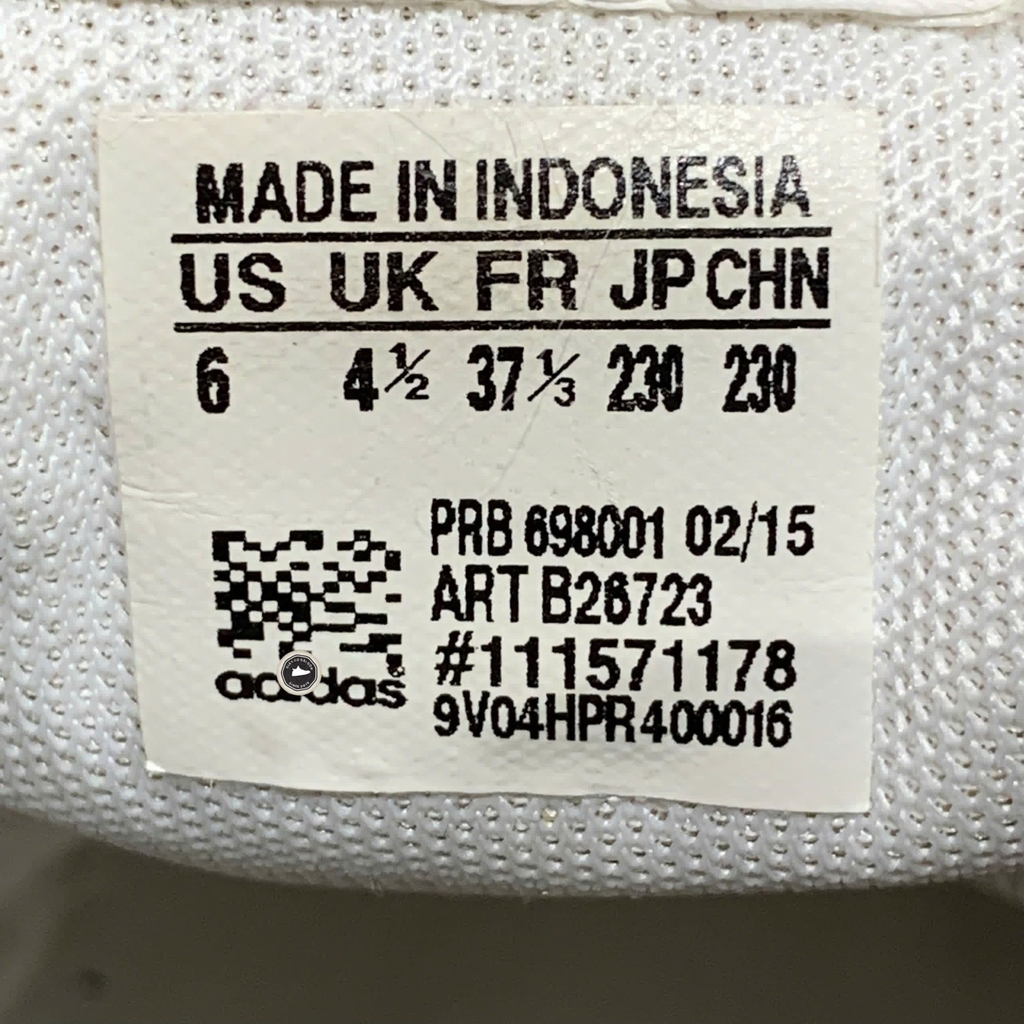 MADE IN INDONESIA
US UK FR JP CHN
6 4½ 37⅓ 230 230
PRB 698001 02/15
ART B26723
#111571178
9V04HPR400016
adidas